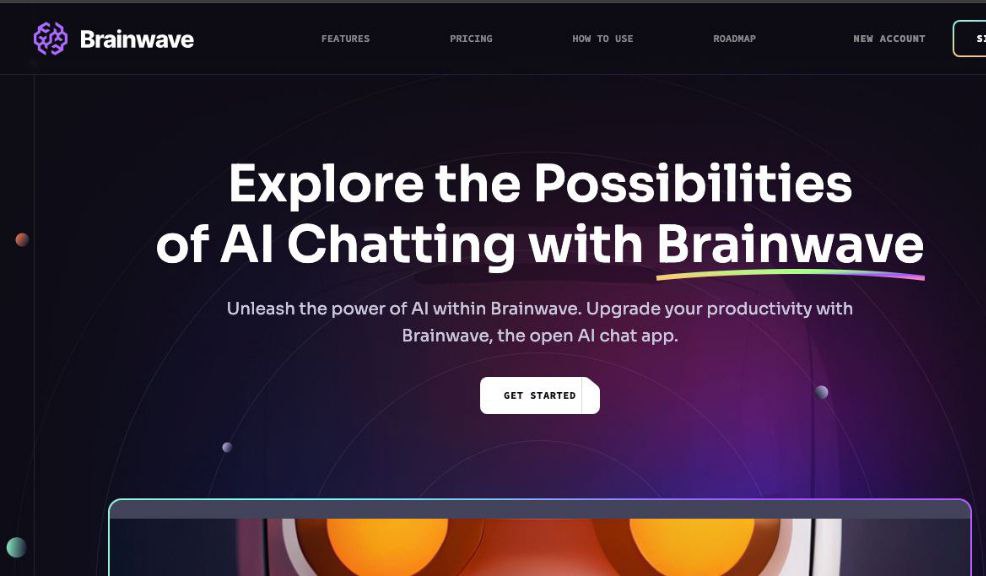 Brainwave
FEATURES
PRICING
HOW TO USE
ROADMAP
NEW ACCOUNT
Explore the Possibilities
of AI Chatting with Brainwave
Unleash the power of AI within Brainwave. Upgrade your productivity with
Brainwave, the open AI chat app.
GET STARTED